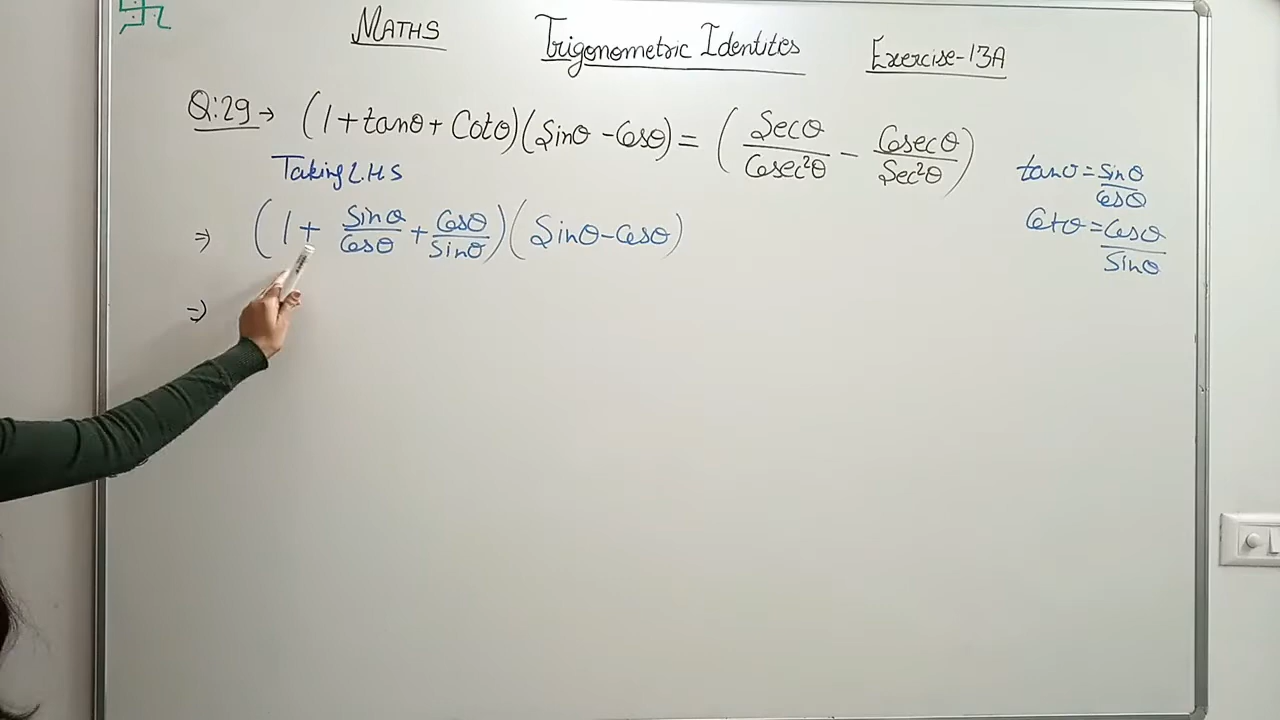 MATHS
Trigonometric Identites
Exercise-13A
Q:29→ (1+tanθ+Cotθ)(Sinθ-Cosθ)= (Secθ/Cosec²θ - Cosecθ/Sec²θ)
Taking L.H.S
⇒ (1+ Sinθ/Cosθ + Cosθ/Sinθ)(Sinθ-Cosθ)
⇒
tanθ=Sinθ/Cosθ
Cotθ=Cosθ/Sinθ